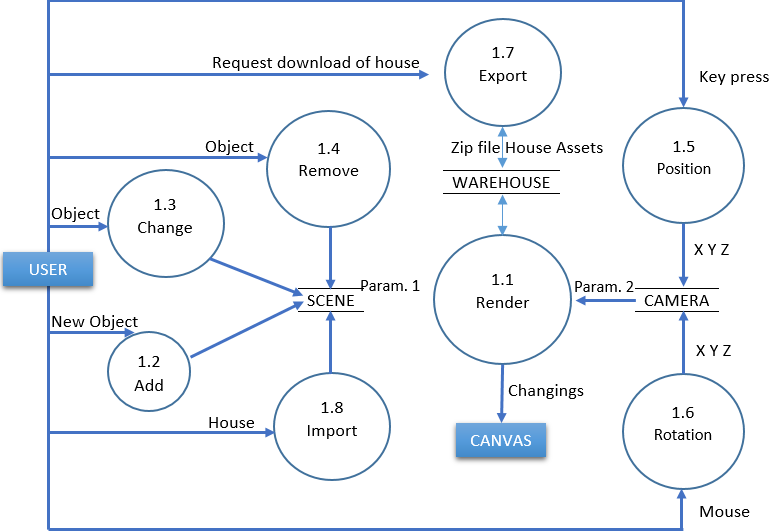 1.7
Export
Request download of house
Key press
1.4
Remove
Object
Zip file House Assets
1.5
Position
WAREHOUSE
1.3
Change
Object
USER
X Y Z
SCENE
Param. 1
1.1
Render
Param. 2
CAMERA
New Object
1.2
Add
X Y Z
Changings
1.8
Import
House
CANVAS
1.6
Rotation
Mouse